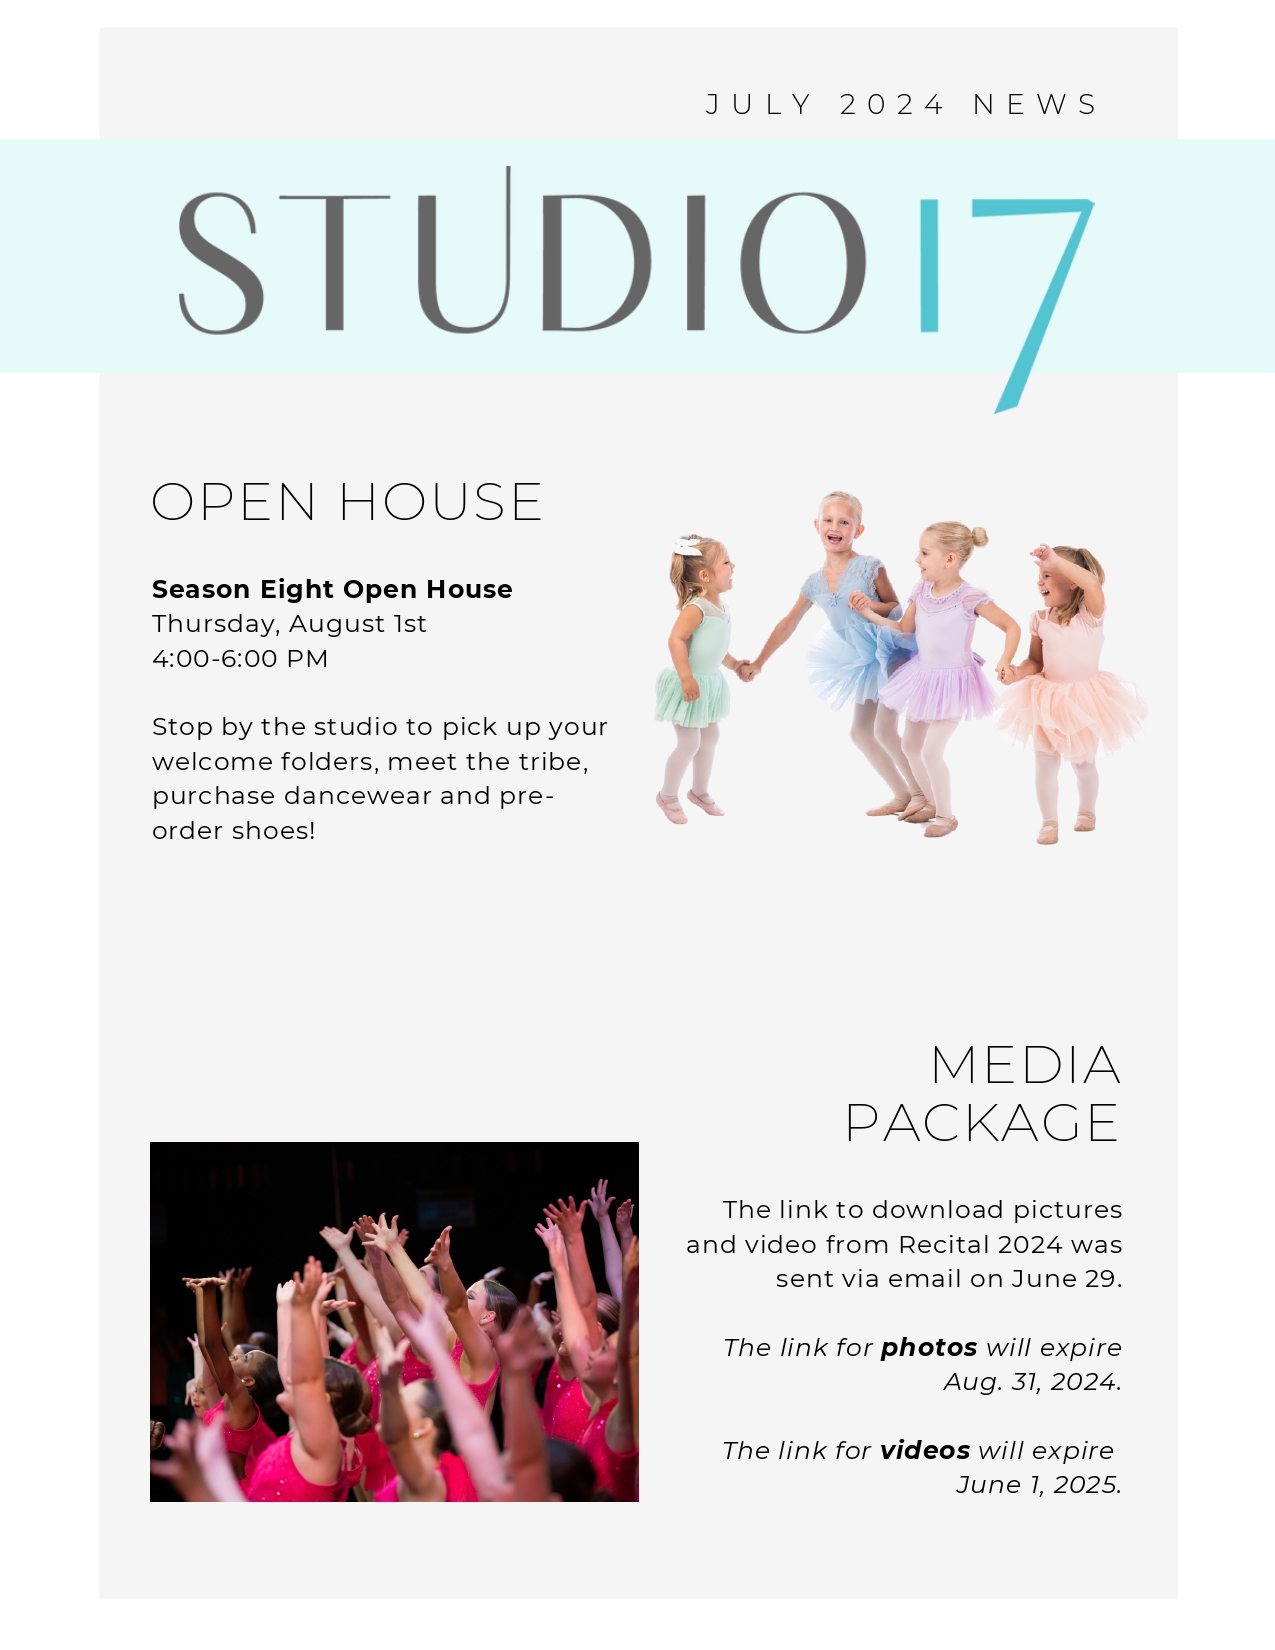 JULY 2024 NEWS
STUDIO 17
OPEN HOUSE
Season Eight Open House
Thursday, August 1st
4:00-6:00 PM
Stop by the studio to pick up your
welcome folders, meet the tribe,
purchase dancewear and pre-
order shoes!
MEDIA
PACKAGE
The link to download pictures
and video from Recital 2024 was
sent via email on June 29.
The link for photos will expire
Aug. 31, 2024.
The link for videos will expire
June 1, 2025.